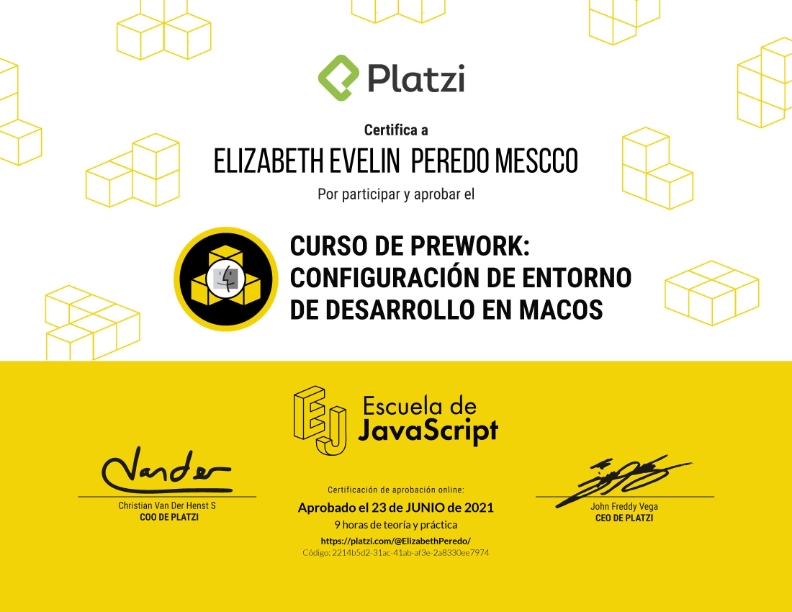 Platzi
Certifica a
ELIZABETH EVELIN PEREDO MESCCO
Por participar y aprobar el
CURSO DE PREWORK:
CONFIGURACIÓN DE ENTORNO
DE DESARROLLO EN MACOS
EJ
Escuela de
JavaScript
Vander
Christian Van Der Henst S
COO DE PLATZI
Certificación de aprobación online:
Aprobado el 23 de JUNIO de 2021
9 horas de teoría y práctica
https://platzi.com/@ElizabethPeredo/
Código: 2214b5d2-31ac-41ab-af3e-2a8330ee7974
John Freddy Vega
CEO DE PLATZI